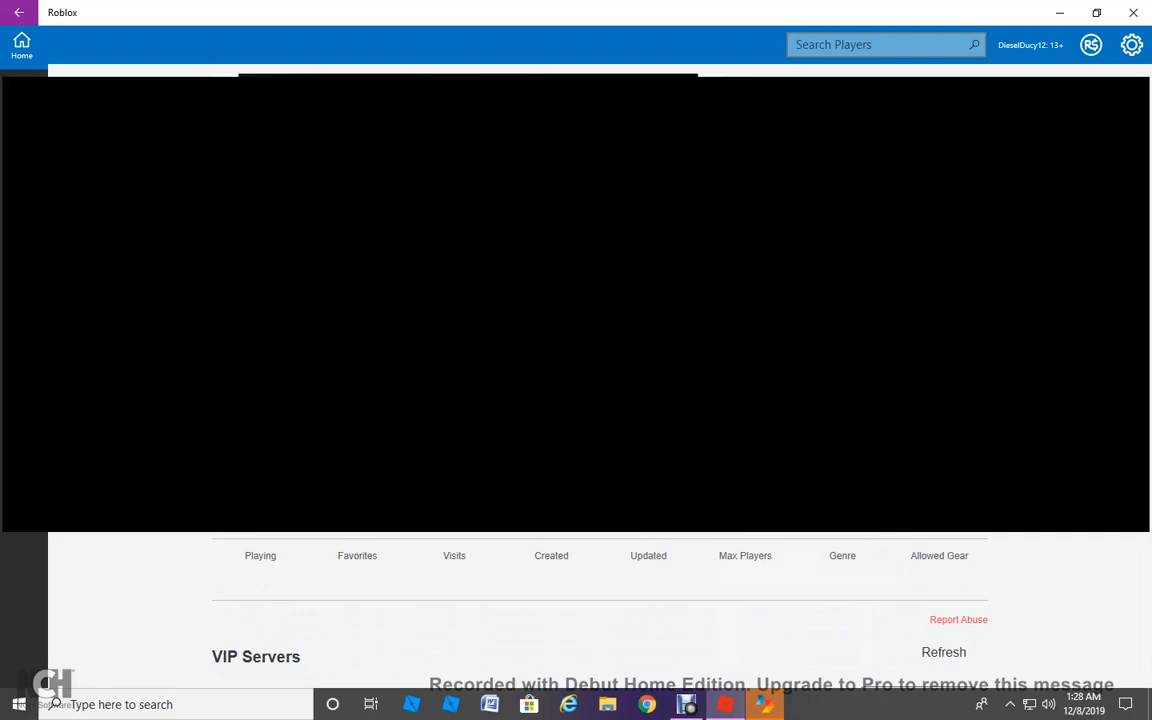 Roblox
Home
Search Players
DieselDucy12: 13+
R$
Playing Favorites Visits Created Updated Max Players Genre Allowed Gear
Report Abuse
VIP Servers
Refresh
NCH
Recorded with Debut Home Edition. Upgrade to Pro to remove this message
Type here to search
1:28 AM
12/8/2019